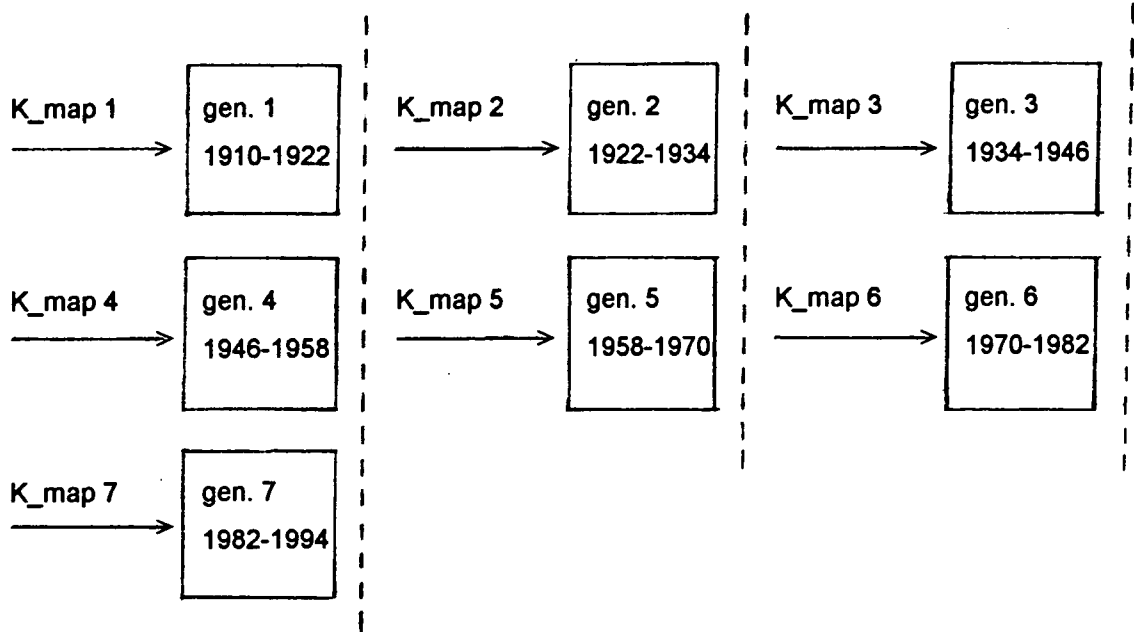 K_map 1
gen. 1
1910-1922
K_map 2
gen. 2
1922-1934
K_map 3
gen. 3
1934-1946
K_map 4
gen. 4
1946-1958
K_map 5
gen. 5
1958-1970
K_map 6
gen. 6
1970-1982
K_map 7
gen. 7
1982-1994